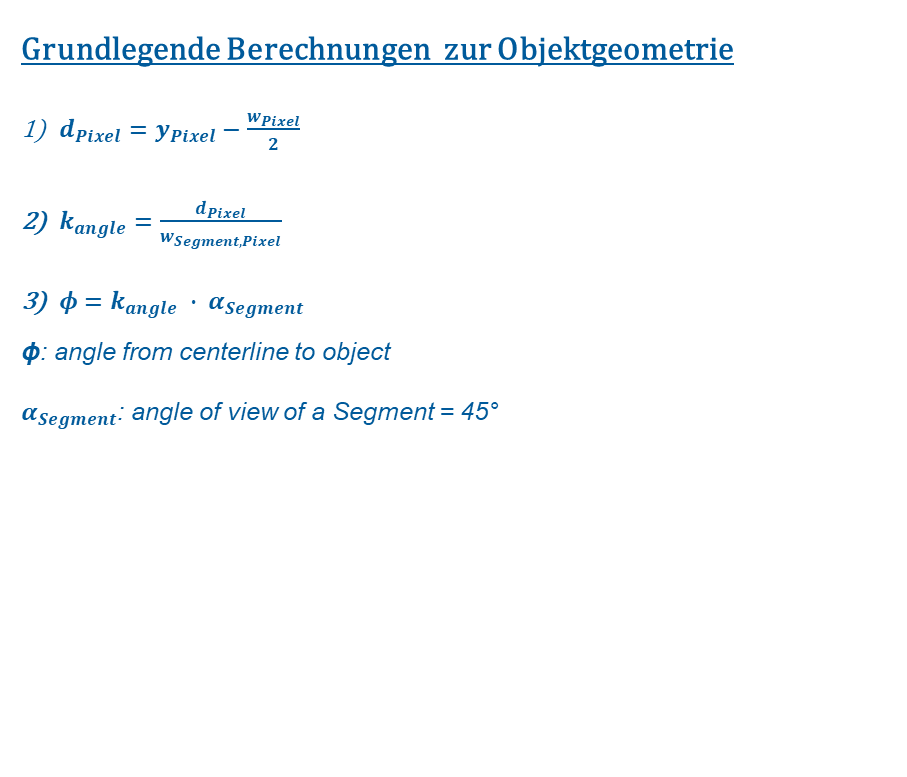 Grundlegende Berechnungen zur Objektgeometrie
1) d_Pixel = y_Pixel − w_Pixel / 2
2) k_angle = d_Pixel / w_Segment,Pixel
3) ϕ = k_angle · α_Segment
ϕ: angle from centerline to object
α_Segment: angle of view of a Segment = 45°